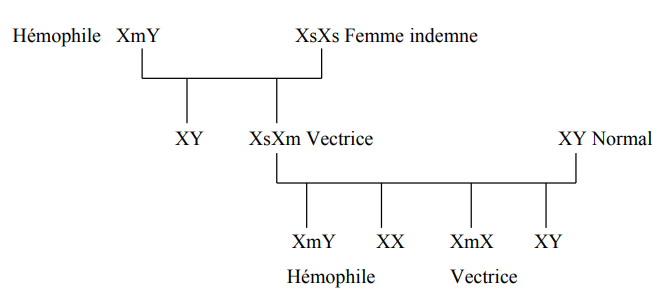 Hémophile XmY XsXs Femme indemne
XY XsXm Vectrice XY Normal
XmY XX XmX XY
Hémophile Vectrice